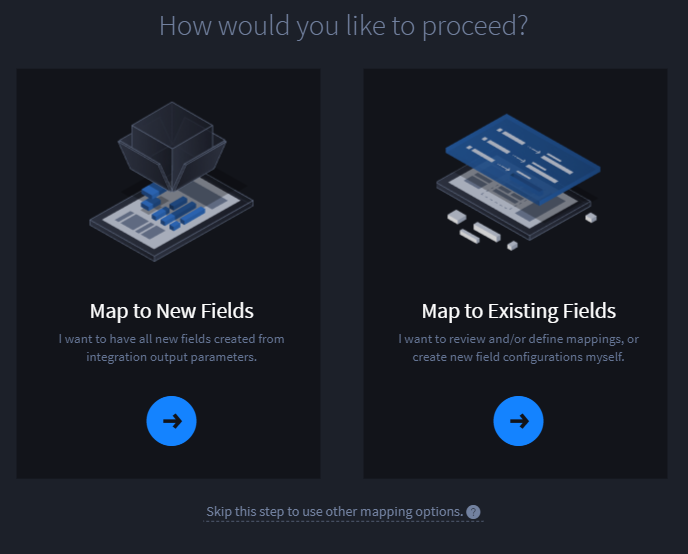 How would you like to proceed?
Map to New Fields
I want to have all new fields created from
integration output parameters.
Map to Existing Fields
I want to review and/or define mappings, or
create new field configurations myself.
Skip this step to use other mapping options. ?